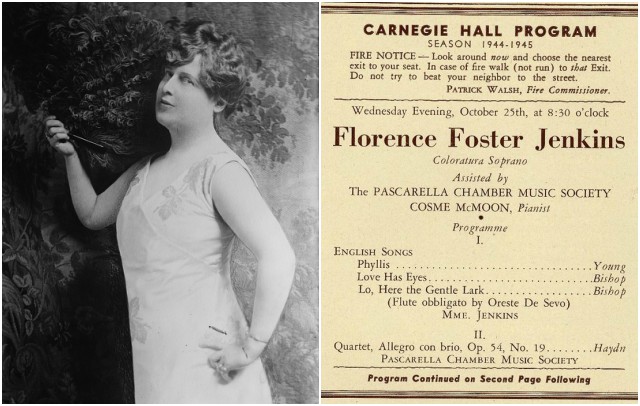 CARNEGIE HALL PROGRAM
SEASON 1944-1945
FIRE NOTICE — Look around now and choose the nearest
exit to your seat. In case of fire walk (not run) to that Exit.
Do not try to beat your neighbor to the street.
PATRICK WALSH, Fire Commissioner.
Wednesday Evening, October 25th, at 8:30 o'clock
Florence Foster Jenkins
Coloratura Soprano
Assisted by
The PASCARELLA CHAMBER MUSIC SOCIETY
COSME McMOON, Pianist
•
Programme
I.
ENGLISH SONGS
Phyllis ........................................ Young
Love Has Eyes ........................................ Bishop
Lo, Here the Gentle Lark ........................ Bishop
(Flute obbligato by Oreste De Sevo)
MME. JENKINS
II.
Quartet, Allegro con brio, Op. 54, No. 19 ........ Haydn
PASCARELLA CHAMBER MUSIC SOCIETY
Program Continued on Second Page Following